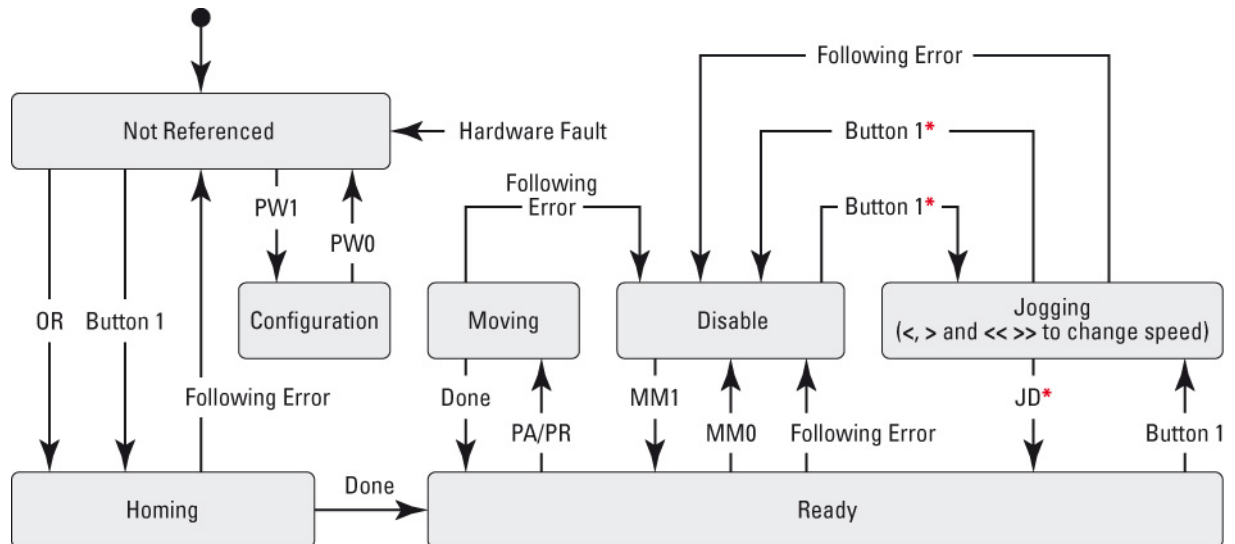 Following Error
Not Referenced
Hardware Fault
Button 1*
Following
Error
Button 1*
PW1
PW0
OR
Button 1
Configuration
Moving
Disable
Jogging
(<, > and << >> to change speed)
Following Error
Done
PA/PR
MM1
MM0
Following Error
JD*
Button 1
Homing
Done
Ready